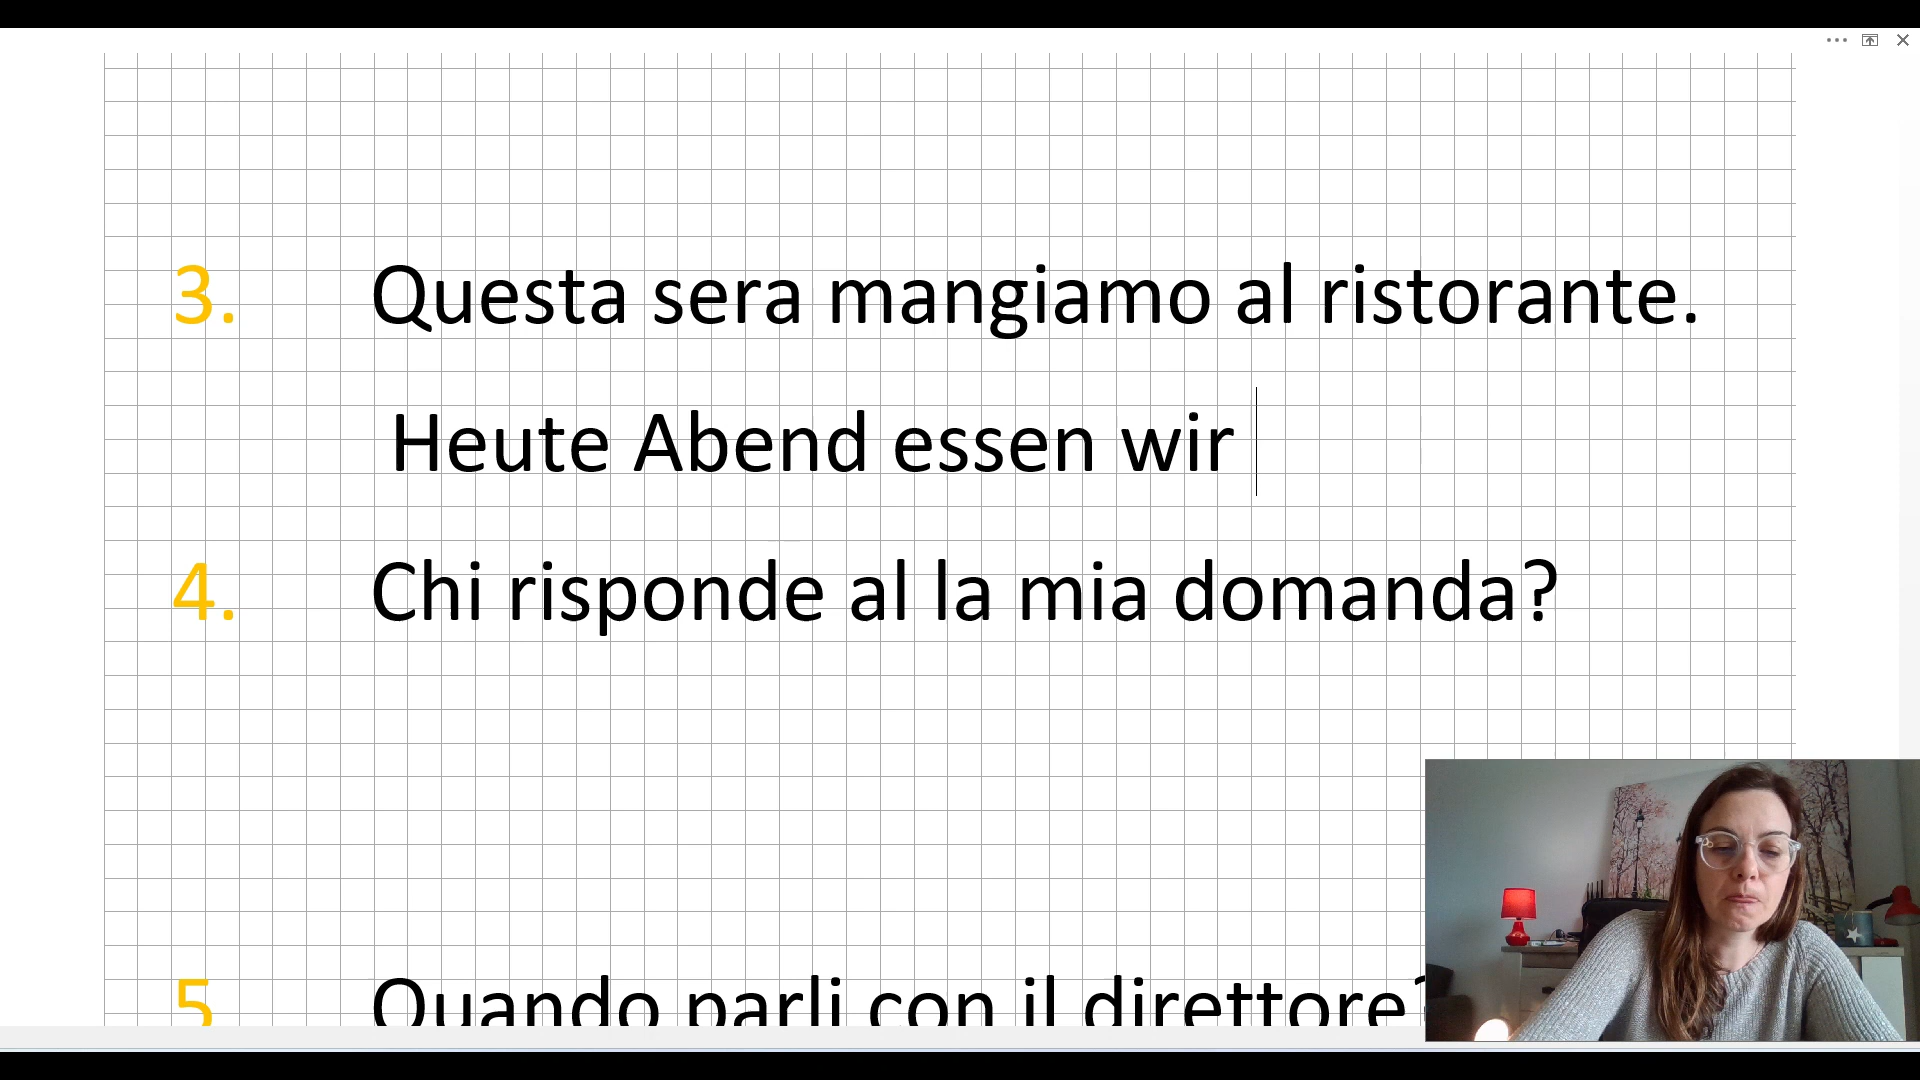 3. Questa sera mangiamo al ristorante.
Heute Abend essen wir
4. Chi risponde al la mia domanda?
5 Quando parli con il direttore?